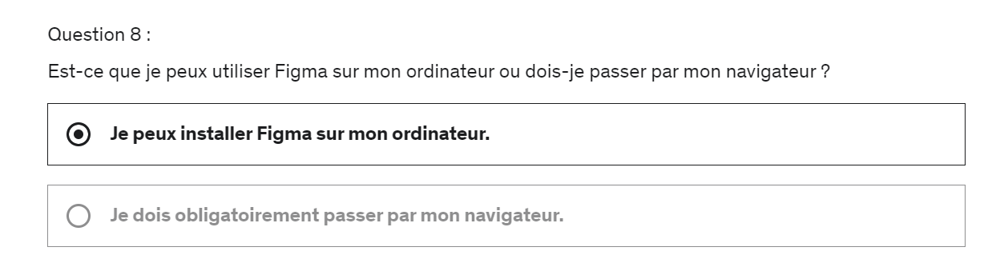 Question 8 :
Est-ce que je peux utiliser Figma sur mon ordinateur ou dois-je passer par mon navigateur ?
Je peux installer Figma sur mon ordinateur.
Je dois obligatoirement passer par mon navigateur.